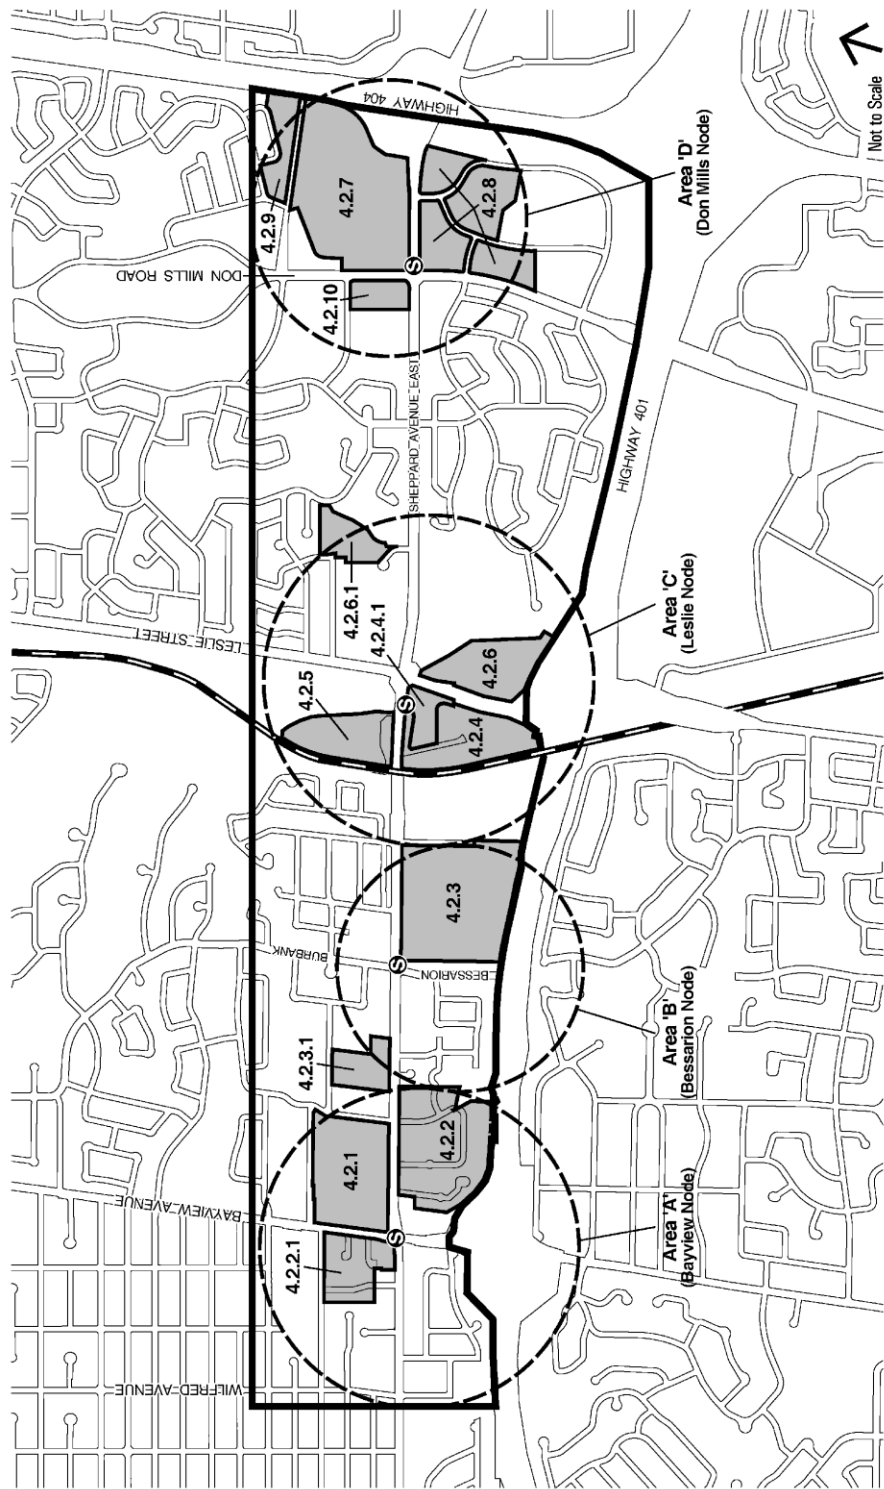 Not to Scale
HIGHWAY 404
4.2.9
4.2.7
4.2.8
Area 'D'
(Don Mills Node)
DON MILLS ROAD
S
4.2.10
SHEPPARD AVENUE EAST
HIGHWAY 401
4.2.6.1
LESLIE STREET
4.2.4.1
4.2.6
Area 'C'
(Leslie Node)
4.2.5
S
4.2.4
4.2.3
BURBANK
S
BESSARION
4.2.3.1
Area 'B'
(Bessarion Node)
4.2.2
4.2.1
BAYVIEW AVENUE
S
4.2.2.1
Area 'A'
(Bayview Node)
WILFRED AVENUE